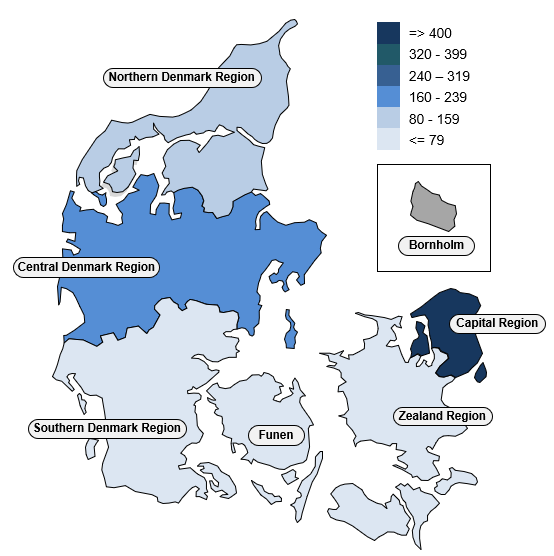 => 400
320 - 399
240 – 319
160 - 239
80 - 159
<= 79
Northern Denmark Region
Bornholm
Central Denmark Region
Capital Region
Zealand Region
Southern Denmark Region
Funen